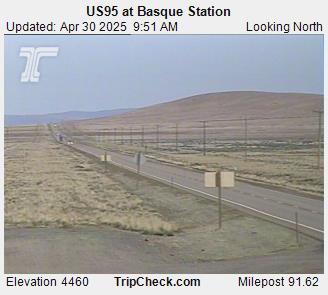 US95 at Basque Station
Updated: Apr 30 2025 9:51 AM Looking North
Elevation 4460 TripCheck.com Milepost 91.62